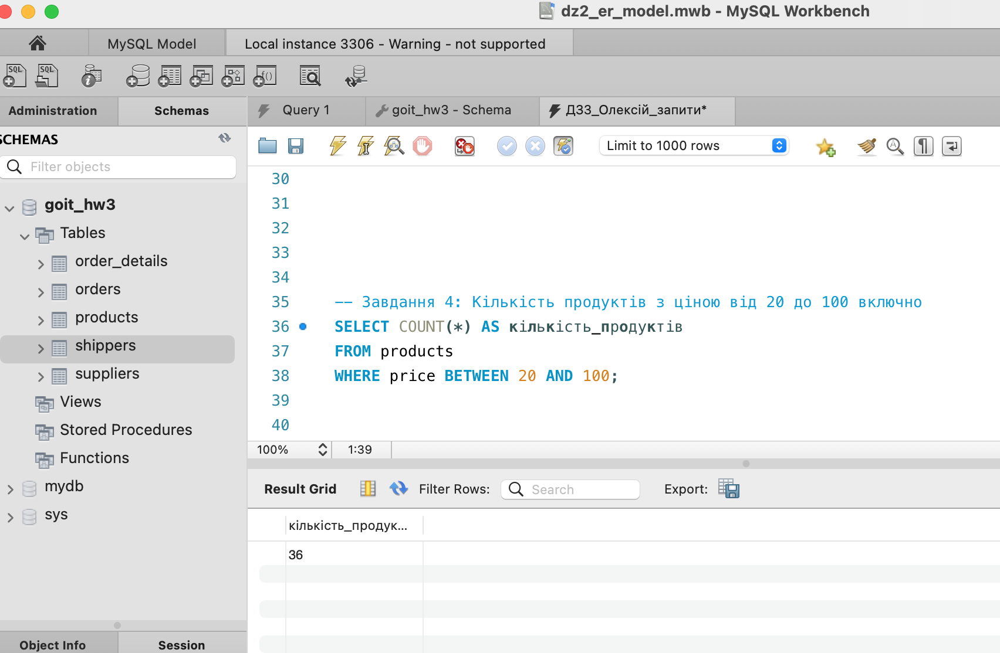 dz2_er_model.mwb - MySQL Workbench
MySQL Model
Local instance 3306 - Warning - not supported
SQL
SQL
f()
Administration
Schemas
Query 1
goit_hw3 - Schema
ДЗ3_Олексій_запити*
SCHEMAS
Limit to 1000 rows
Filter objects
goit_hw3
Tables
order_details
orders
products
shippers
suppliers
Views
Stored Procedures
Functions
mydb
sys
30
31
32
33
34
35 -- Завдання 4: Кількість продуктів з ціною від 20 до 100 включно
36 SELECT COUNT(*) AS кількість_продуктів
37 FROM products
38 WHERE price BETWEEN 20 AND 100;
39
40
100%
1:39
Result Grid
Filter Rows:
Search
Export:
кількість_продук...
36
Object Info
Session